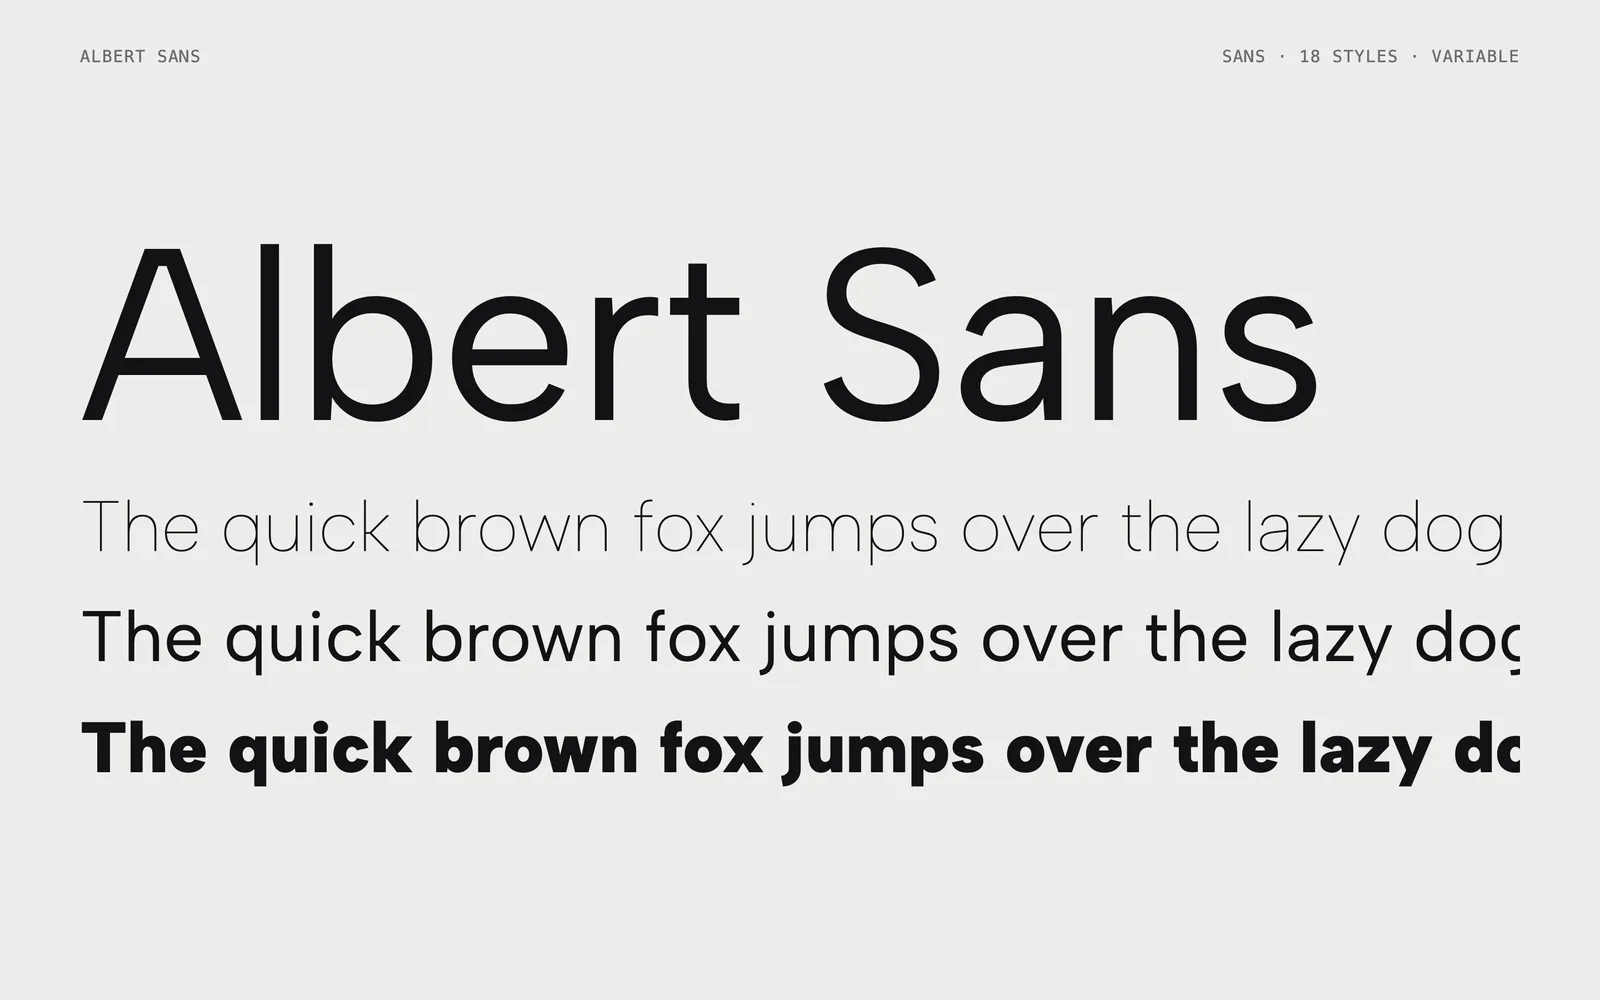 ALBERT SANS
SANS · 18 STYLES · VARIABLE
Albert Sans
The quick brown fox jumps over the lazy dog
The quick brown fox jumps over the lazy dog
The quick brown fox jumps over the lazy do